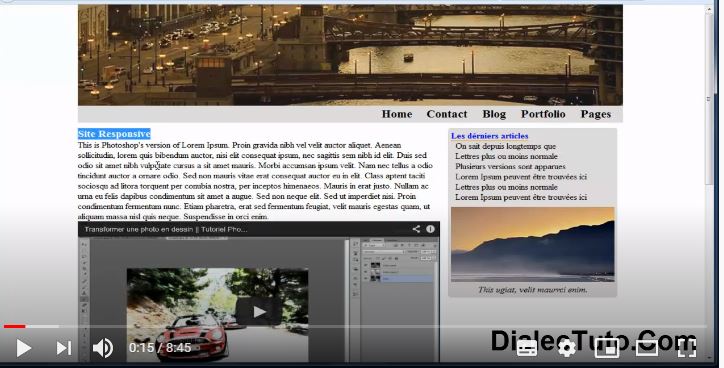 Home Contact Blog Portfolio Pages
Site Responsive
This is Photoshop's version of Lorem Ipsum. Proin gravida nibh vel velit auctor aliquet. Aenean
sollicitudin, lorem quis bibendum auctor, nisi elit consequat ipsum, nec sagittis sem nibh id elit. Duis sed
odio sit amet nibh vulputate cursus a sit amet mauris. Morbi accumsan ipsum velit. Nam nec tellus a odio
tincidunt auctor a ornare odio. Sed non mauris vitae erat consequat auctor eu in elit. Class aptent taciti
sociosqu ad litora torquent per conubia nostra, per inceptos himenaeos. Mauris in erat justo. Nullam ac
urna eu felis dapibus condimentum sit amet a augue. Sed non neque elit. Sed ut imperdiet nisi. Proin
condimentum fermentum nunc. Etiam pharetra, erat sed fermentum feugiat, velit mauris egestas quam, ut
aliquam massa nisl quis neque. Suspendisse in orci enim.
Les dérniers articles
On sait depuis longtemps que
Lettres plus ou moins normale
Plusieurs versions sont apparues
Lorem Ipsum peuvent être trouvées ici
Lettres plus ou moins normale
Lorem Ipsum peuvent être trouvées ici
This ugiat, velit maurrei enim.
Transformer une photo en dessin || Tutoriel Pho...
DialecTuto.Com
0:15 / 8:45